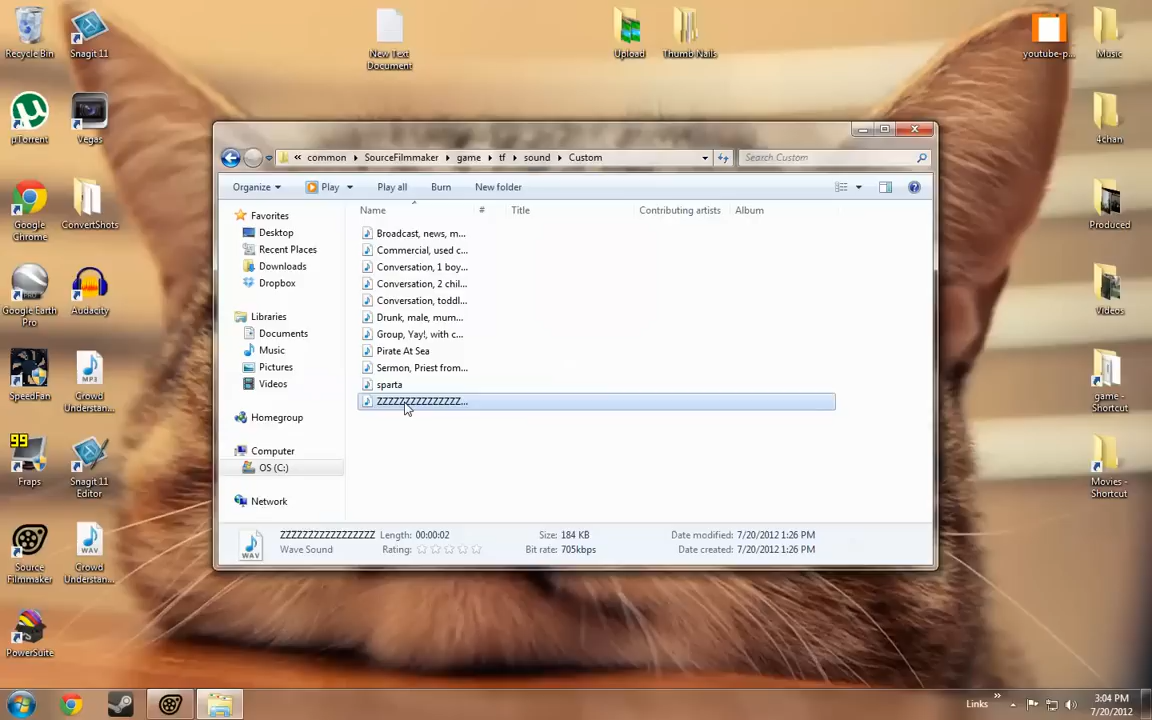 Recycle Bin
Snagit 11
New Text
Document
Upload
Thumb Nails
youtube-p...
Music
µTorrent
Vegas
4chan
Google
Chrome
ConvertShots
Produced
Google Earth
Pro
Audacity
Videos
SpeedFan
MP3
Crowd
Understan...
game -
Shortcut
99
Fraps
Snagit 11
Editor
Movies -
Shortcut
Source
Filmmaker
WAV
Crowd
Understan...
PowerSuite
« common SourceFilmmaker game tf sound Custom
Search Custom
Organize Play Play all Burn New folder
Name # Title Contributing artists Album
Favorites
Desktop
Recent Places
Downloads
Dropbox
Libraries
Documents
Music
Pictures
Videos
Homegroup
Computer
OS (C:)
Network
Broadcast, news, m...
Commercial, used c...
Conversation, 1 boy...
Conversation, 2 chil...
Conversation, toddl...
Drunk, male, mum...
Group, Yay!, with c...
Pirate At Sea
Sermon, Priest from...
sparta
ZZZZZZZZZZZZZZZ...
WAV
ZZZZZZZZZZZZZZZZZ Length: 00:00:02 Size: 184 KB Date modified: 7/20/2012 1:26 PM
Wave Sound Rating: Bit rate: 705kbps Date created: 7/20/2012 1:26 PM
Links
3:04 PM
7/20/2012